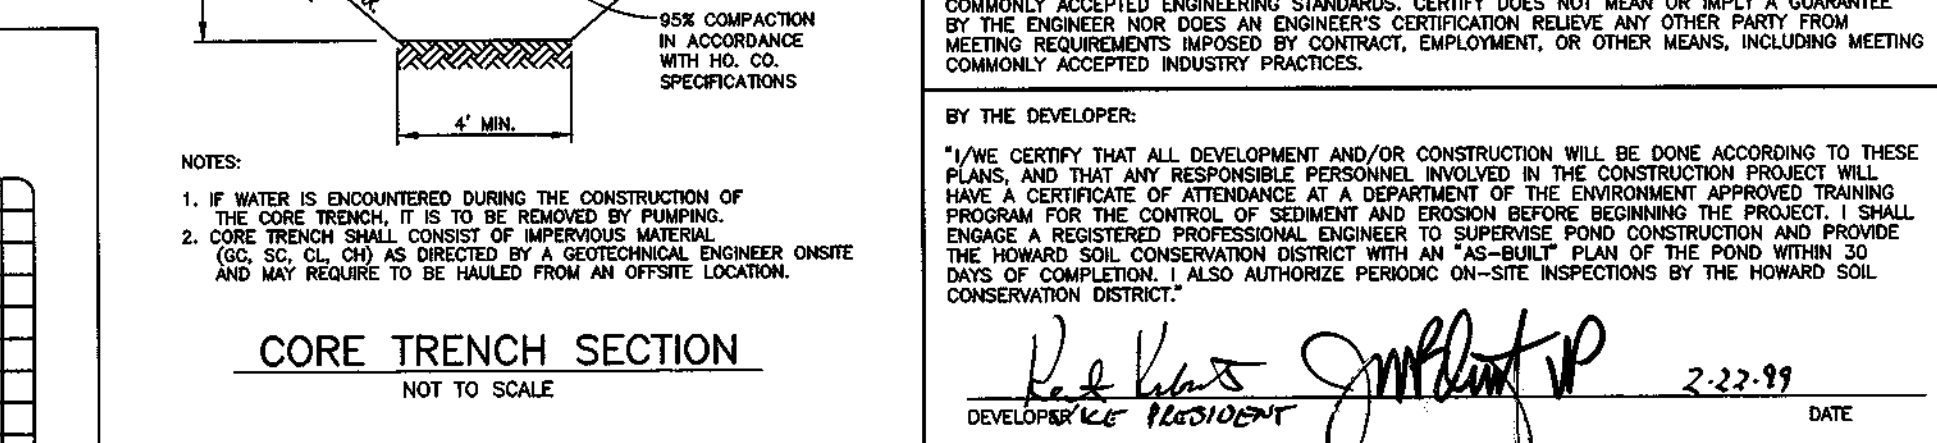 95% COMPACTION
IN ACCORDANCE
WITH HO. CO.
SPECIFICATIONS
4' MIN.
NOTES:
1. IF WATER IS ENCOUNTERED DURING THE CONSTRUCTION OF
THE CORE TRENCH, IT IS TO BE REMOVED BY PUMPING.
2. CORE TRENCH SHALL CONSIST OF IMPERVIOUS MATERIAL
(GC, SC, CL, CH) AS DIRECTED BY A GEOTECHNICAL ENGINEER ONSITE
AND MAY REQUIRE TO BE HAULED FROM AN OFFSITE LOCATION.
CORE TRENCH SECTION
NOT TO SCALE
COMMONLY ACCEPTED ENGINEERING STANDARDS. CERTIFY DOES NOT MEAN OR IMPLY A GUARANTEE
BY THE ENGINEER NOR DOES AN ENGINEER'S CERTIFICATION RELIEVE ANY OTHER PARTY FROM
MEETING REQUIREMENTS IMPOSED BY CONTRACT, EMPLOYMENT, OR OTHER MEANS, INCLUDING MEETING
COMMONLY ACCEPTED INDUSTRY PRACTICES.
BY THE DEVELOPER:
"I/WE CERTIFY THAT ALL DEVELOPMENT AND/OR CONSTRUCTION WILL BE DONE ACCORDING TO THESE
PLANS, AND THAT ANY RESPONSIBLE PERSONNEL INVOLVED IN THE CONSTRUCTION PROJECT WILL
HAVE A CERTIFICATE OF ATTENDANCE AT A DEPARTMENT OF THE ENVIRONMENT APPROVED TRAINING
PROGRAM FOR THE CONTROL OF SEDIMENT AND EROSION BEFORE BEGINNING THE PROJECT. I SHALL
ENGAGE A REGISTERED PROFESSIONAL ENGINEER TO SUPERVISE POND CONSTRUCTION AND PROVIDE
THE HOWARD SOIL CONSERVATION DISTRICT WITH AN "AS-BUILT" PLAN OF THE POND WITHIN 30
DAYS OF COMPLETION. I ALSO AUTHORIZE PERIODIC ON-SITE INSPECTIONS BY THE HOWARD SOIL
CONSERVATION DISTRICT."
VP 2-22-99
DEVELOPER VICE PRESIDENT DATE